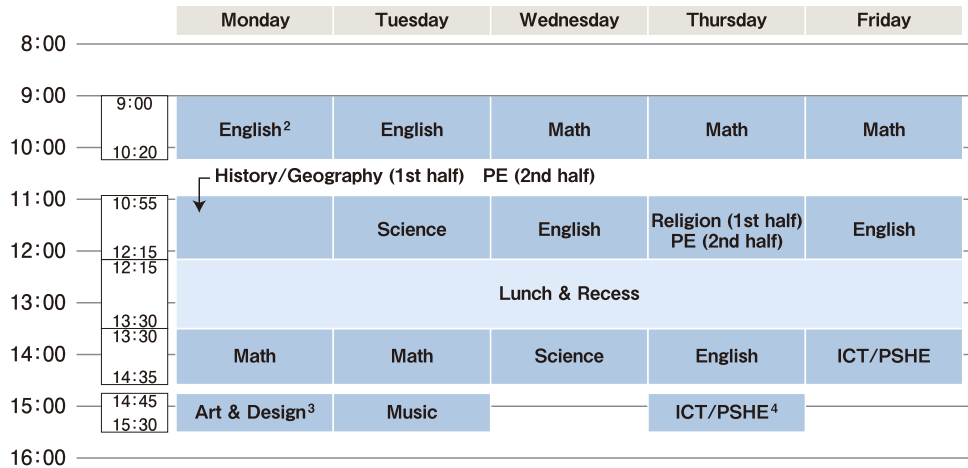 Monday Tuesday Wednesday Thursday Friday
8:00
9:00
9:00
English² English Math Math Math
10:00
10:20
History/Geography (1st half) PE (2nd half)
11:00
10:55
Science English Religion (1st half) PE (2nd half) English
12:00
12:15
12:15
Lunch & Recess
13:00
13:30
13:30
14:00
Math Math Science English ICT/PSHE
14:35
14:45
15:00
Art & Design³ Music ICT/PSHE⁴
15:30
16:00